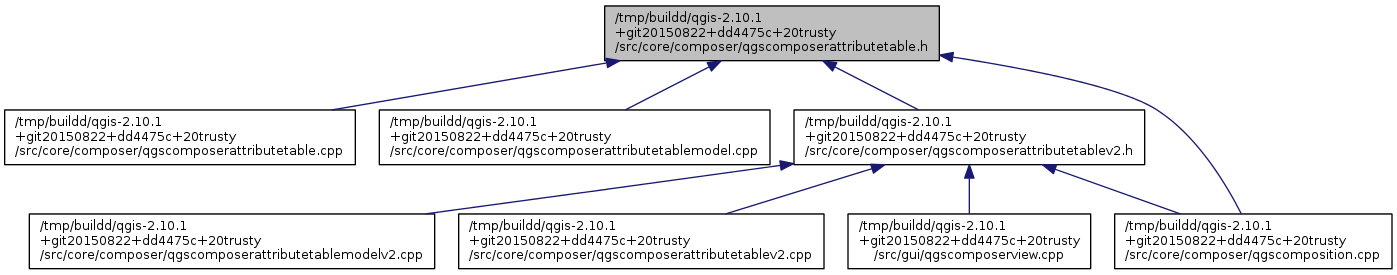 /tmp/buildd/qgis-2.10.1
+git20150822+dd4475c+20trusty
/src/core/composer/qgscomposerattributetable.h
/tmp/buildd/qgis-2.10.1
+git20150822+dd4475c+20trusty
/src/core/composer/qgscomposerattributetable.cpp
/tmp/buildd/qgis-2.10.1
+git20150822+dd4475c+20trusty
/src/core/composer/qgscomposerattributetablemodel.cpp
/tmp/buildd/qgis-2.10.1
+git20150822+dd4475c+20trusty
/src/core/composer/qgscomposerattributetablev2.h
/tmp/buildd/qgis-2.10.1
+git20150822+dd4475c+20trusty
/src/core/composer/qgscomposerattributetablemodelv2.cpp
/tmp/buildd/qgis-2.10.1
+git20150822+dd4475c+20trusty
/src/core/composer/qgscomposerattributetablev2.cpp
/tmp/buildd/qgis-2.10.1
+git20150822+dd4475c+20trusty
/src/gui/qgscomposerview.cpp
/tmp/buildd/qgis-2.10.1
+git20150822+dd4475c+20trusty
/src/core/composer/qgscomposition.cpp